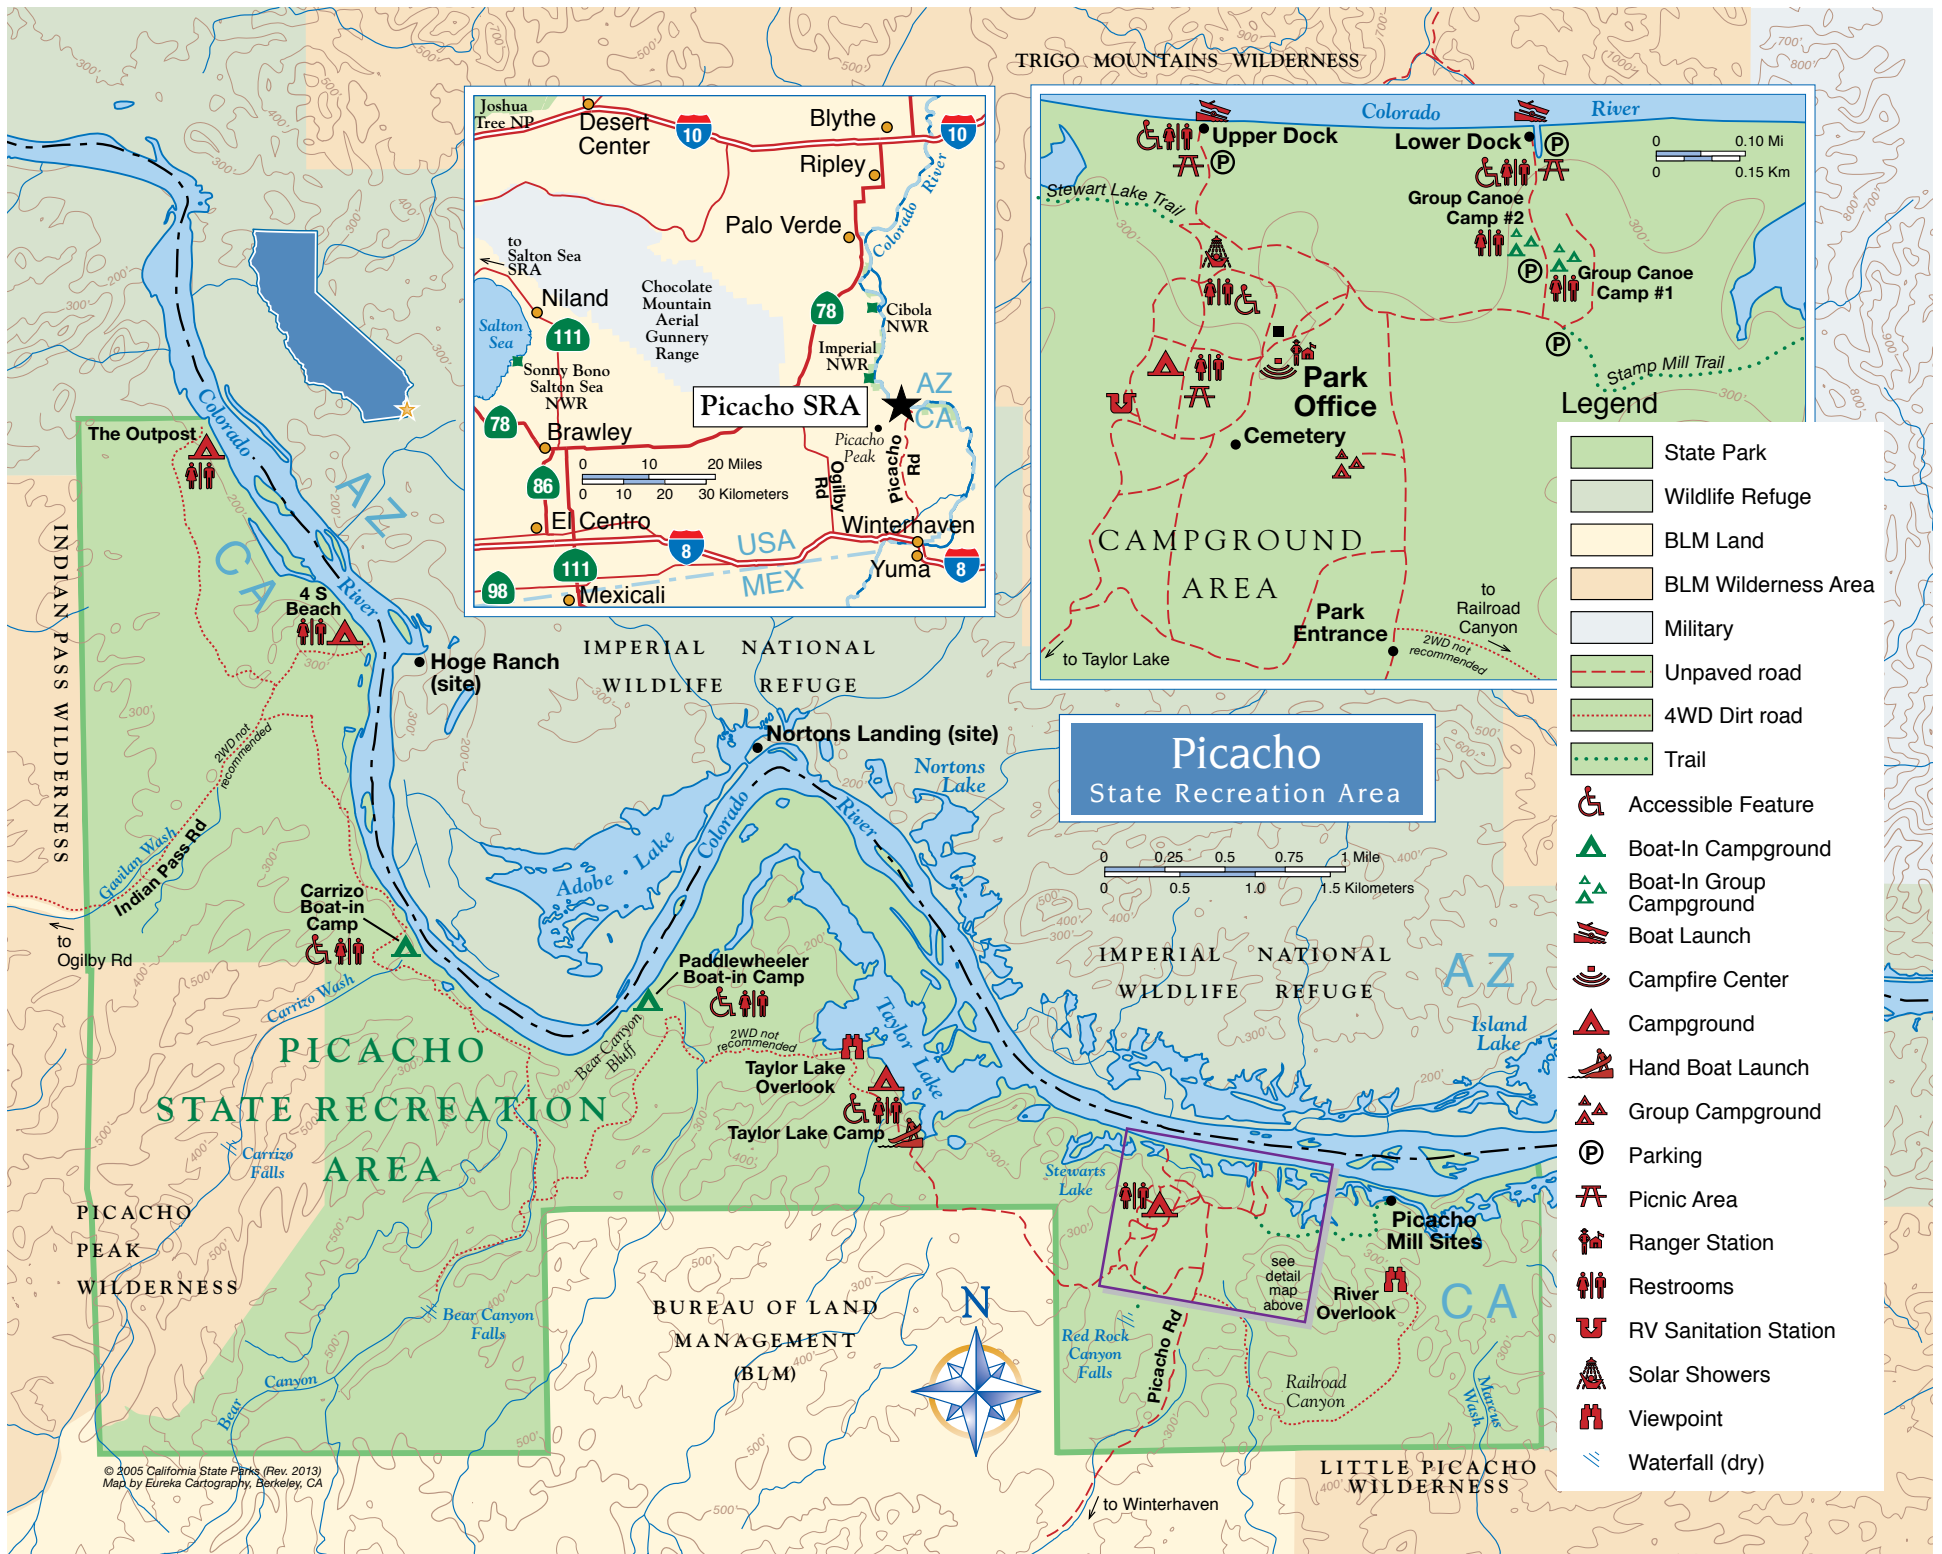 TRIGO MOUNTAINS WILDERNESS
Joshua
Tree NP
Desert
Center
10
Blythe
10
Ripley
River
Colorado
Palo Verde
to
Salton Sea
SRA
Niland
Salton
Sea
111
Chocolate
Mountain
Aerial
Gunnery
Range
78
Cibola
NWR
Imperial
NWR
Sonny Bono
Salton Sea
NWR
AZ
CA
Picacho SRA
78
Brawley
Picacho
Peak
Ogilby
Rd
Picacho
Rd
0 10 20 Miles
0 10 20 30 Kilometers
86
El Centro
8
USA
MEX
Winterhaven
Yuma
8
111
98
Mexicali
Colorado River
Upper Dock
Lower Dock
P
P
0 0.10 Mi
0 0.15 Km
Stewart Lake Trail
300'
Group Canoe
Camp #2
P
300'
Group Canoe
Camp #1
P
Stamp Mill Trail
300'
Park
Office
Cemetery
CAMPGROUND
AREA
Park
Entrance
to
Railroad
Canyon
2WD not
recommended
to Taylor Lake
Legend
State Park
Wildlife Refuge
BLM Land
BLM Wilderness Area
Military
Unpaved road
4WD Dirt road
Trail
Accessible Feature
Boat-In Campground
Boat-In Group
Campground
Boat Launch
Campfire Center
Campground
Hand Boat Launch
Group Campground
P
Parking
Picnic Area
Ranger Station
Restrooms
RV Sanitation Station
Solar Showers
Viewpoint
Waterfall (dry)
Picacho
State Recreation Area
0 0.25 0.5 0.75 1 Mile
0 0.5 1.0 1.5 Kilometers
The Outpost
Colorado
River
AZ
CA
INDIAN PASS WILDERNESS
4 S
Beach
Hoge Ranch
(site)
IMPERIAL NATIONAL
WILDLIFE REFUGE
2WD not
recommended
Gavilan Wash
Indian Pass Rd
to
Ogilby Rd
Nortons Landing (site)
Nortons
Lake
Adobe Lake
Colorado
River
Carrizo
Boat-in
Camp
Carrizo Wash
Paddlewheeler
Boat-in Camp
Bear Canyon
Bluff
2WD not
recommended
Taylor Lake
Taylor Lake
Overlook
Taylor Lake Camp
IMPERIAL NATIONAL
WILDLIFE REFUGE
AZ
Island
Lake
PICACHO
STATE RECREATION
AREA
Carrizo
Falls
Stewarts
Lake
PICACHO
PEAK
WILDERNESS
Picacho
Mill Sites
see
detail
map
above
River
Overlook
CA
Bear Canyon
Falls
Bear Canyon
BUREAU OF LAND
MANAGEMENT
(BLM)
N
Red Rock
Canyon
Falls
Picacho Rd
Railroad
Canyon
Marcus
Wash
LITTLE PICACHO
WILDERNESS
to Winterhaven
© 2005 California State Parks (Rev. 2013)
Map by Eureka Cartography, Berkeley, CA